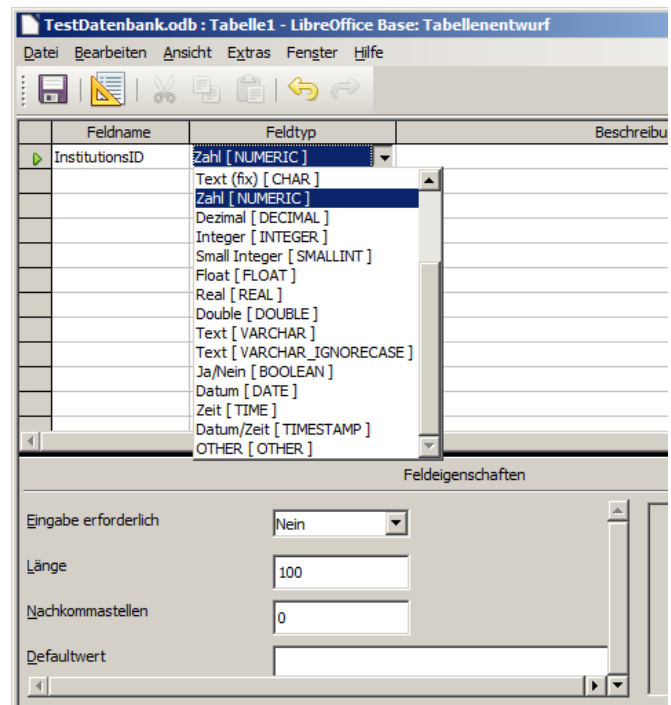 TestDatenbank.odb : Tabelle1 - LibreOffice Base: Tabellenentwurf
Datei Bearbeiten Ansicht Extras Fenster Hilfe
Feldname Feldtyp Beschreibu
InstitutionsID Zahl [ NUMERIC ]
Text (fix) [ CHAR ]
Zahl [ NUMERIC ]
Dezimal [ DECIMAL ]
Integer [ INTEGER ]
Small Integer [ SMALLINT ]
Float [ FLOAT ]
Real [ REAL ]
Double [ DOUBLE ]
Text [ VARCHAR ]
Text [ VARCHAR_IGNORECASE ]
Ja/Nein [ BOOLEAN ]
Datum [ DATE ]
Zeit [ TIME ]
Datum/Zeit [ TIMESTAMP ]
OTHER [ OTHER ]
Feldeigenschaften
Eingabe erforderlich Nein
Länge 100
Nachkommastellen 0
Defaultwert